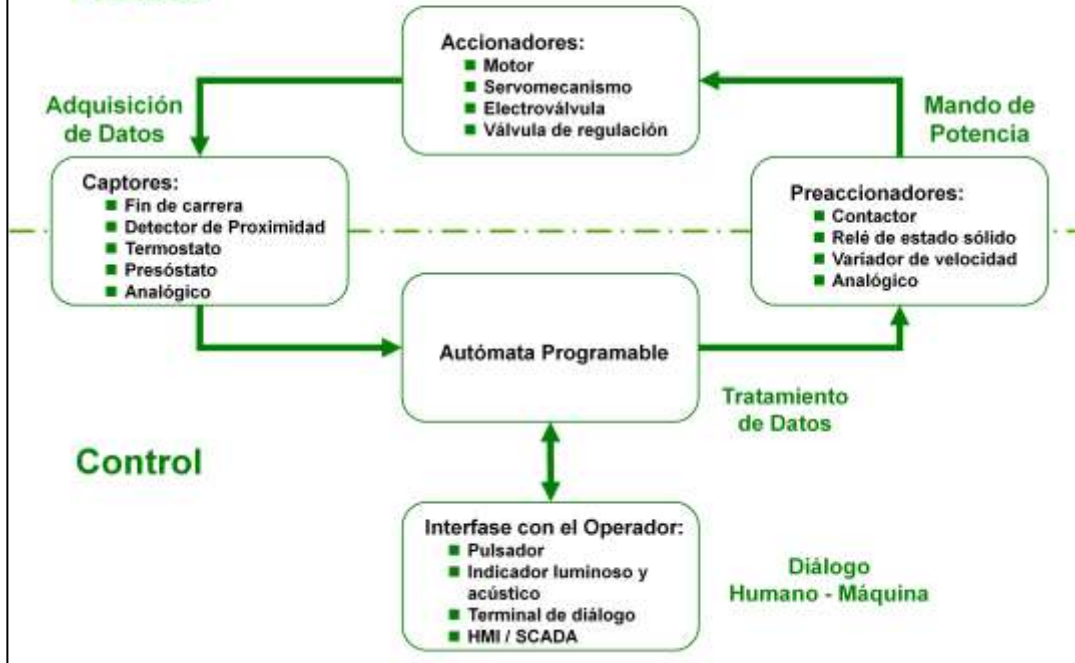 Accionadores:
Motor
Servomecanismo
Electroválvula
Válvula de regulación
Adquisición
de Datos
Mando de
Potencia
Captores:
Fin de carrera
Detector de Proximidad
Termostato
Presóstato
Analógico
Preaccionadores:
Contactor
Relé de estado sólido
Variador de velocidad
Analógico
Autómata Programable
Tratamiento
de Datos
Control
Interfase con el Operador:
Pulsador
Indicador luminoso y
acústico
Terminal de diálogo
HMI / SCADA
Diálogo
Humano - Máquina